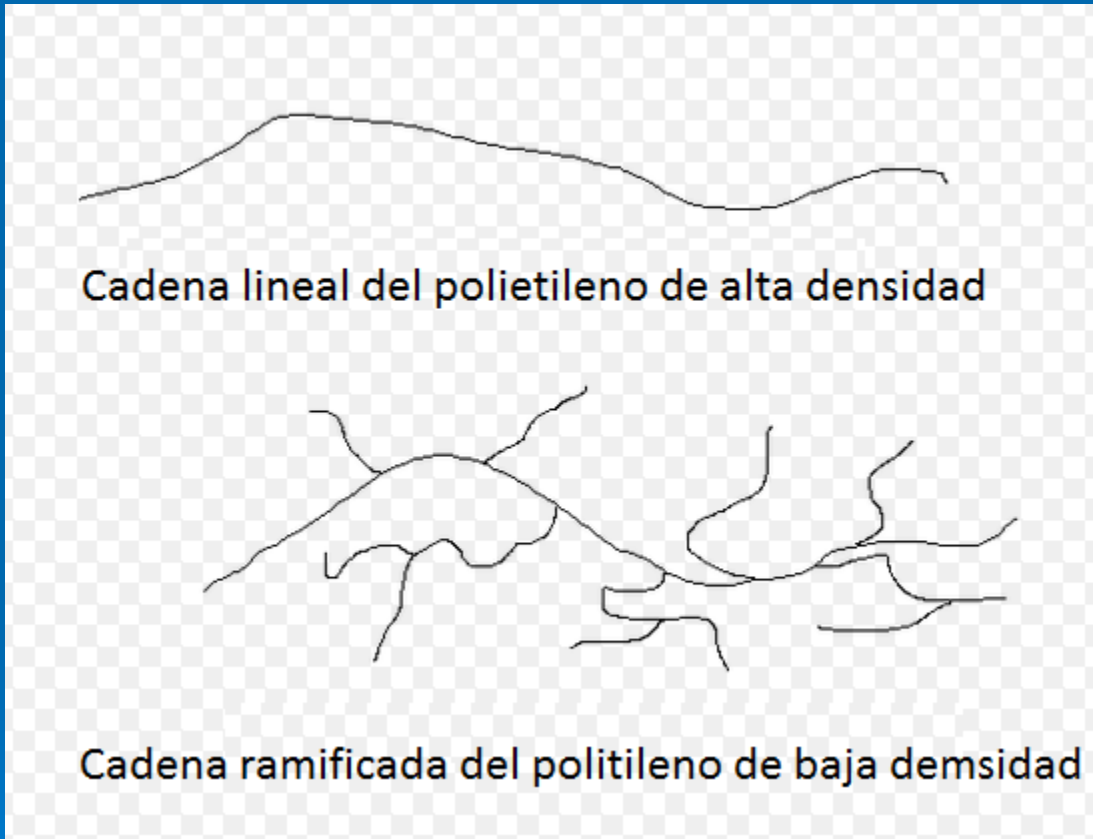 Cadena lineal del polietileno de alta densidad
Cadena ramificada del politileno de baja demsidad